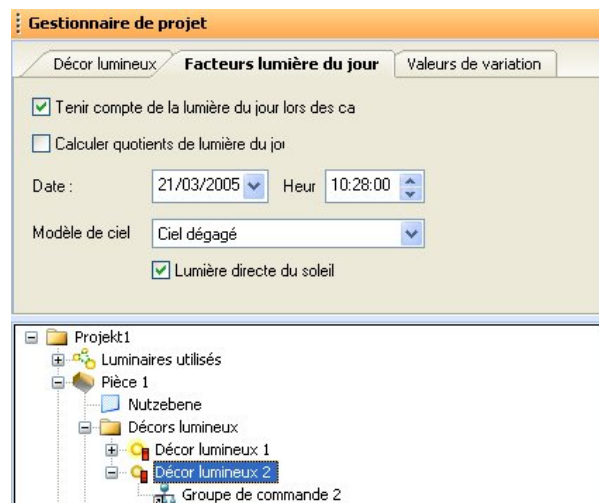 Gestionnaire de projet
Décor lumineux Facteurs lumière du jour Valeurs de variation
Tenir compte de la lumière du jour lors des ca
Calculer quotients de lumière du jo
Date : 21/03/2005 Heur 10:28:00
Modèle de ciel Ciel dégagé
Lumière directe du soleil
Projekt1
Luminaires utilisés
Pièce 1
Nutzebene
Décors lumineux
Décor lumineux 1
Décor lumineux 2
Groupe de commande 2